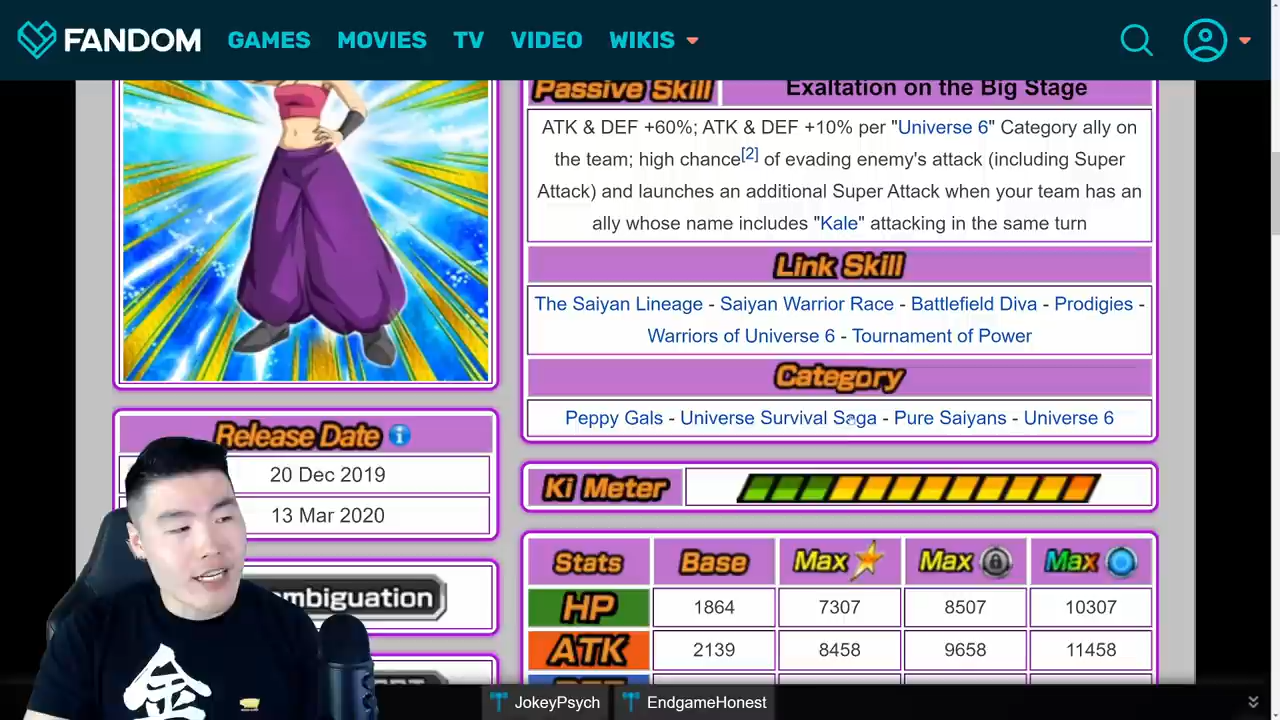 FANDOM GAMES MOVIES TV VIDEO WIKIS
Passive Skill Exaltation on the Big Stage
ATK & DEF +60%; ATK & DEF +10% per "Universe 6" Category ally on
the team; high chance[2] of evading enemy's attack (including Super
Attack) and launches an additional Super Attack when your team has an
ally whose name includes "Kale" attacking in the same turn
Link Skill
The Saiyan Lineage - Saiyan Warrior Race - Battlefield Diva - Prodigies -
Warriors of Universe 6 - Tournament of Power
Category
Peppy Gals - Universe Survival Saga - Pure Saiyans - Universe 6
Release Date i
20 Dec 2019
13 Mar 2020
Ki Meter
Stats Base Max Max Max
HP 1864 7307 8507 10307
ATK 2139 8458 9658 11458
mbiguation
金
JokeyPsych EndgameHonest